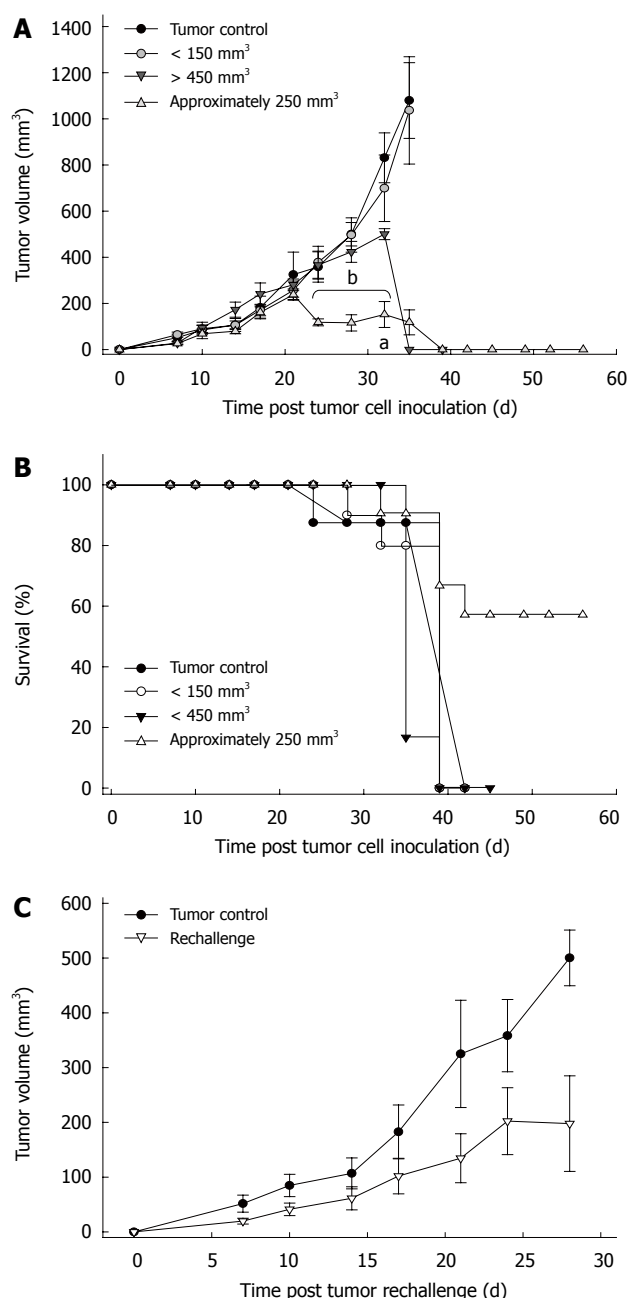 A
Tumor control
< 150 mm³
> 450 mm³
Approximately 250 mm³
Tumor volume (mm³)
1400
1200
1000
800
600
400
200
0
b
a
0 10 20 30 40 50 60
Time post tumor cell inoculation (d)
B
Survival (%)
100
80
60
40
20
0
Tumor control
< 150 mm³
< 450 mm³
Approximately 250 mm³
0 10 20 30 40 50 60
Time post tumor cell inoculation (d)
C
Tumor control
Rechallenge
Tumor volume (mm³)
600
500
400
300
200
100
0
0 5 10 15 20 25 30
Time post tumor rechallenge (d)